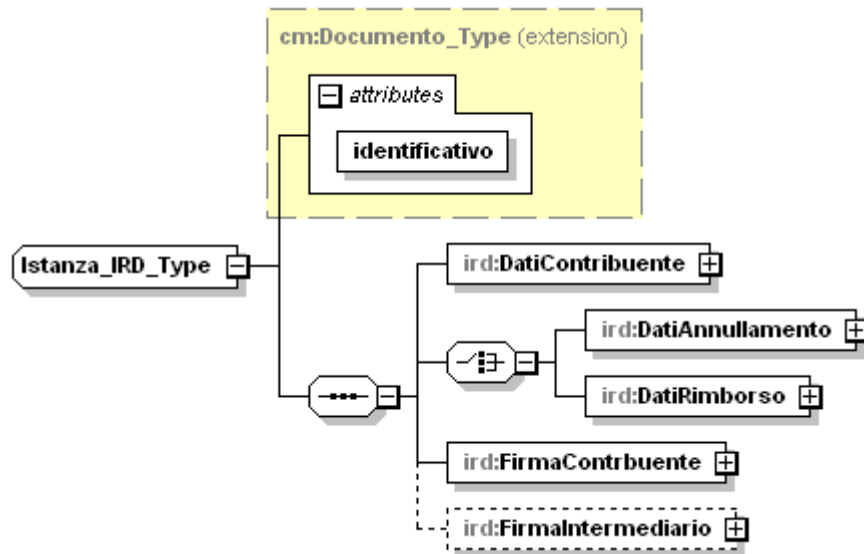 cm:Documento_Type (extension)
attributes
identificativo
Istanza_IRD_Type
ird:DatiContribuente
ird:DatiAnnullamento
ird:DatiRimborso
ird:FirmaContrbuente
ird:FirmaIntermediario